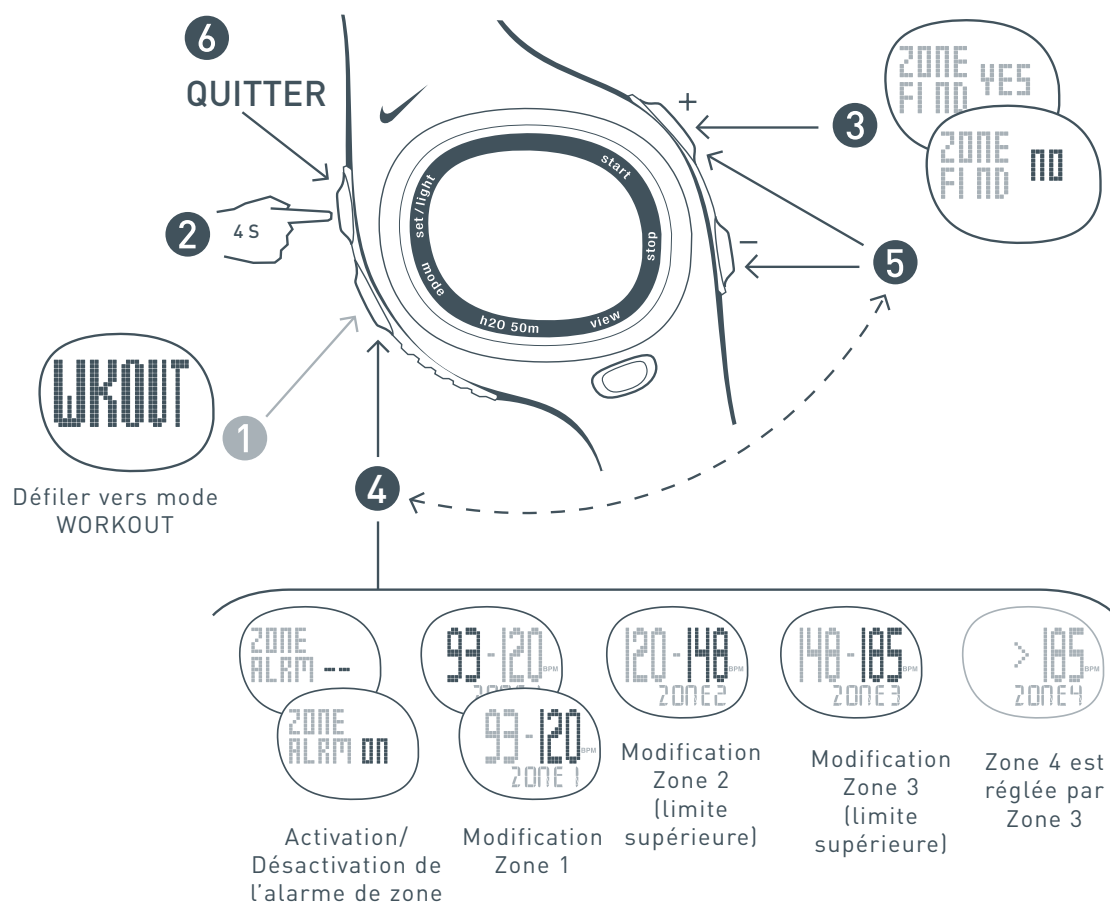 6
QUITTER
+
3
ZONE
FIND YES
ZONE
FIND NO
start
set/light
2
4 S
stop
–
5
mode
h2O 50m
view
WKOUT
1
Défiler vers mode
WORKOUT
4
ZONE
ALRM --
ZONE
ALRM ON
93-120
BPM
93-120
BPM
ZONE 1
120-148
BPM
ZONE2
148-185
BPM
ZONE3
> 185
BPM
ZONE4
Activation/
Désactivation de
l’alarme de zone
Modification
Zone 1
Modification
Zone 2
(limite
supérieure)
Modification
Zone 3
(limite
supérieure)
Zone 4 est
réglée par
Zone 3